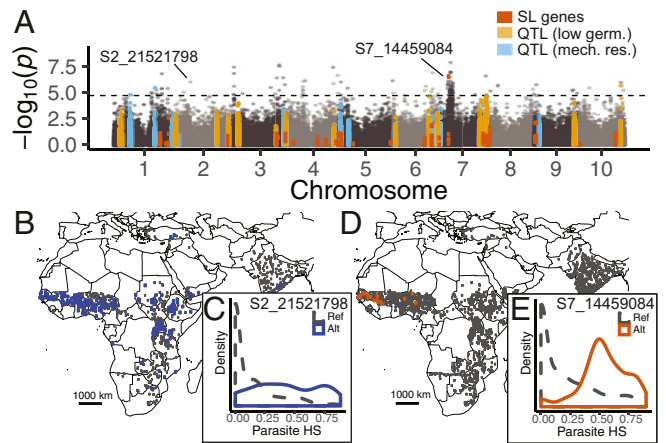 A
SL genes
QTL (low germ.)
QTL (mech. res.)
S2_21521798
S7_14459084
−log10(p)
7.5
5.0
2.5
0.0
1 2 3 4 5 6 7 8 9 10
Chromosome
B
1000 km
C
S2_21521798
Ref
Alt
Density
0.00 0.25 0.50 0.75
Parasite HS
D
1000 km
E
S7_14459084
Ref
Alt
Density
0.00 0.25 0.50 0.75
Parasite HS